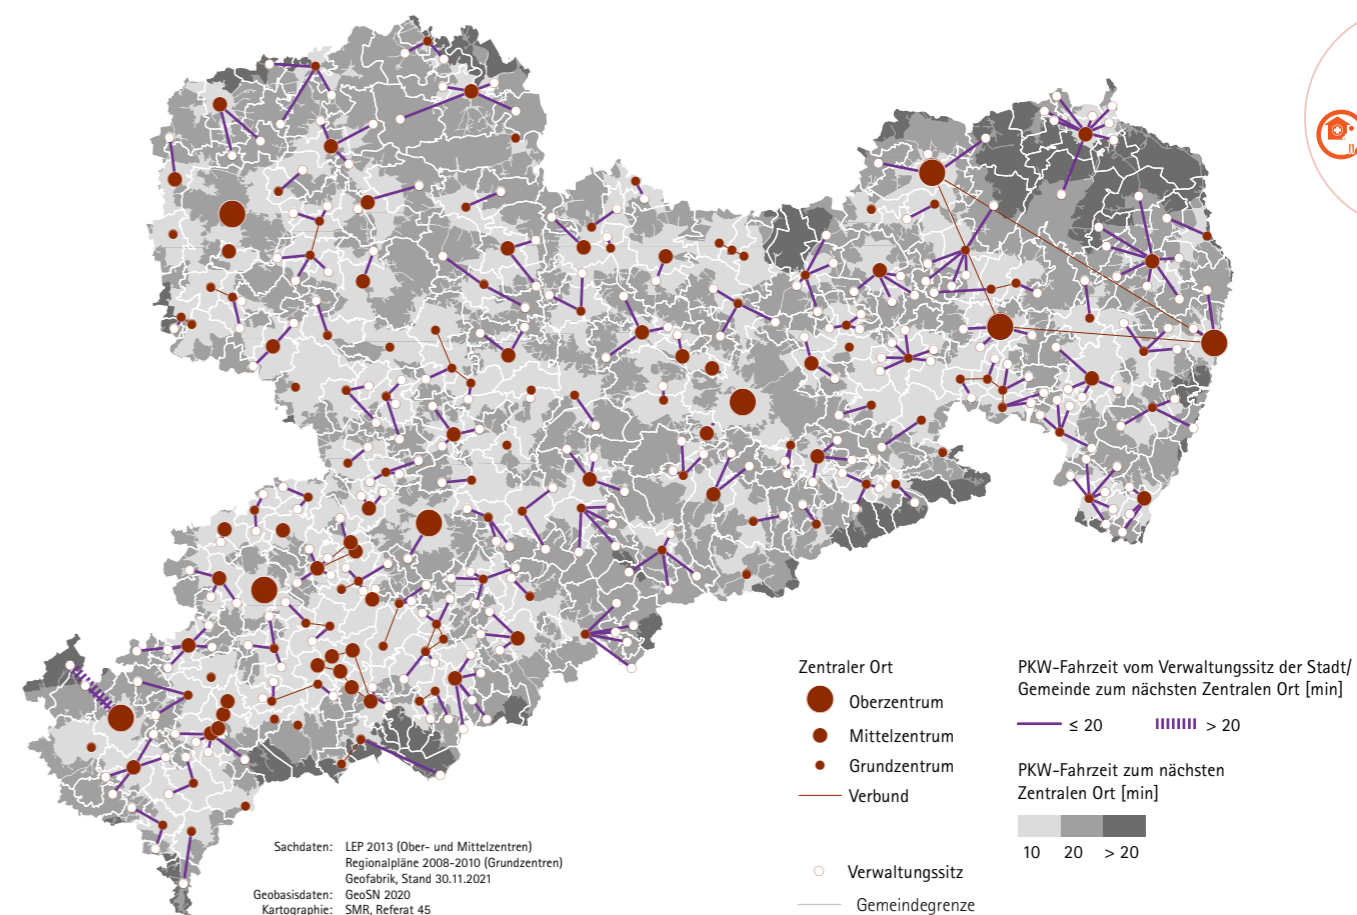 Zentraler Ort
Oberzentrum
Mittelzentrum
Grundzentrum
Verbund
Verwaltungssitz
Gemeindegrenze
PKW-Fahrzeit vom Verwaltungssitz der Stadt/
Gemeinde zum nächsten Zentralen Ort [min]
≤ 20 > 20
PKW-Fahrzeit zum nächsten
Zentralen Ort [min]
10 20 > 20
Sachdaten: LEP 2013 (Ober- und Mittelzentren)
Regionalpläne 2008-2010 (Grundzentren)
Geofabrik, Stand 30.11.2021
Geobasisdaten: GeoSN 2020
Kartographie: SMR, Referat 45